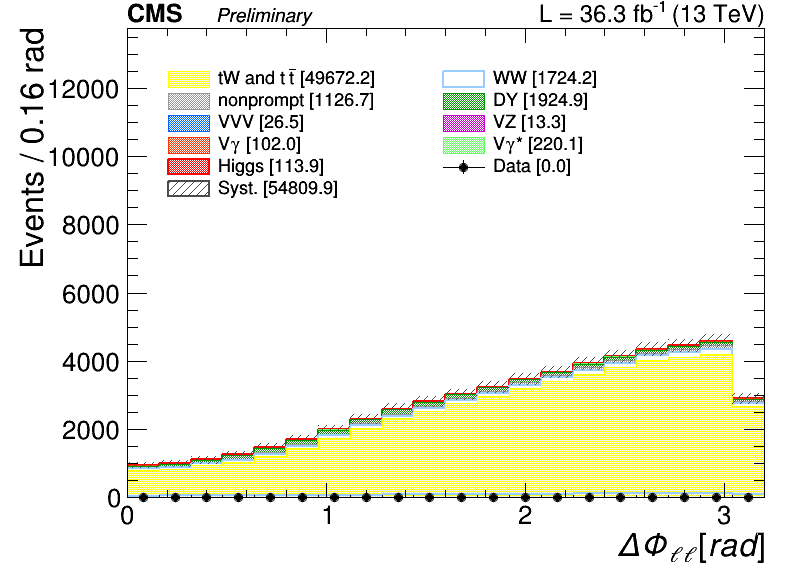 CMS Preliminary L = 36.3 fb⁻¹ (13 TeV)
Events / 0.16 rad
12000
10000
8000
6000
4000
2000
0
tW and t t̄ [49672.2]
nonprompt [1126.7]
VVV [26.5]
Vγ [102.0]
Higgs [113.9]
Syst. [54809.9]
WW [1724.2]
DY [1924.9]
VZ [13.3]
Vγ* [220.1]
Data [0.0]
0 1 2 3
ΔΦℓℓ[rad]